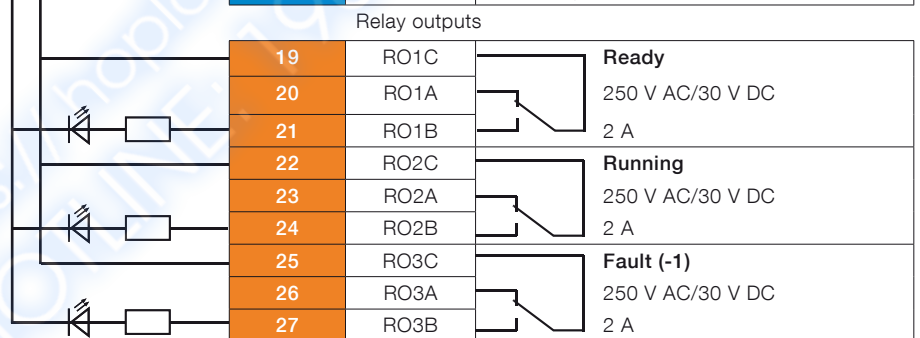 Relay outputs
19 RO1C Ready
20 RO1A 250 V AC/30 V DC
21 RO1B 2 A
22 RO2C Running
23 RO2A 250 V AC/30 V DC
24 RO2B 2 A
25 RO3C Fault (-1)
26 RO3A 250 V AC/30 V DC
27 RO3B 2 A